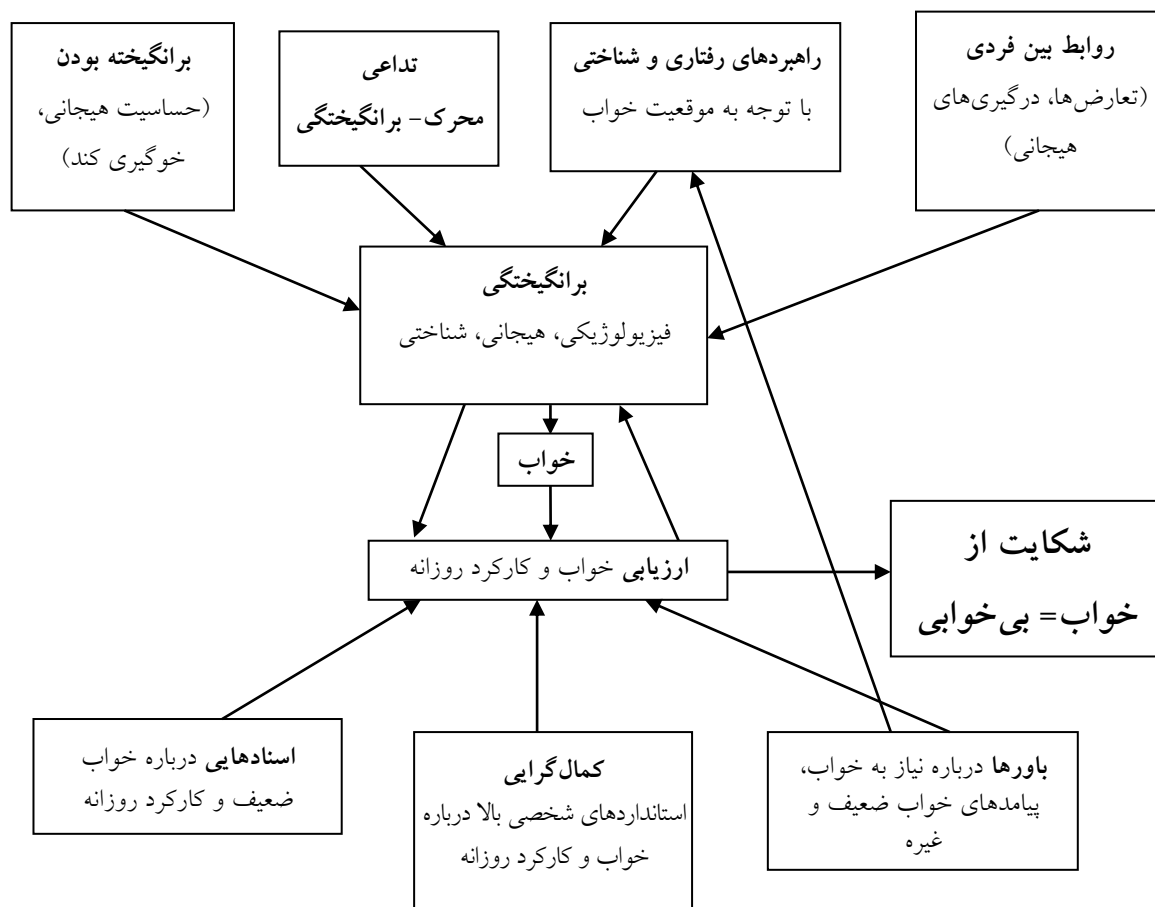 روابط بین فردی
(تعارض‌ها، درگیری‌های
هیجانی)
راهبردهای رفتاری و شناختی
با توجه به موقعیت خواب
تداعی
محرک- برانگیختگی
برانگیخته بودن
(حساسیت هیجانی،
خوگیری کند)
برانگیختگی
فیزیولوژیکی، هیجانی، شناختی
خواب
ارزیابی خواب و کارکرد روزانه
شکایت از
خواب= بی‌خوابی
باورها درباره نیاز به خواب،
پیامدهای خواب ضعیف و
غیره
کمال‌گرایی
استانداردهای شخصی بالا درباره
خواب و کارکرد روزانه
اسنادهایی درباره خواب
ضعیف و کارکرد روزانه